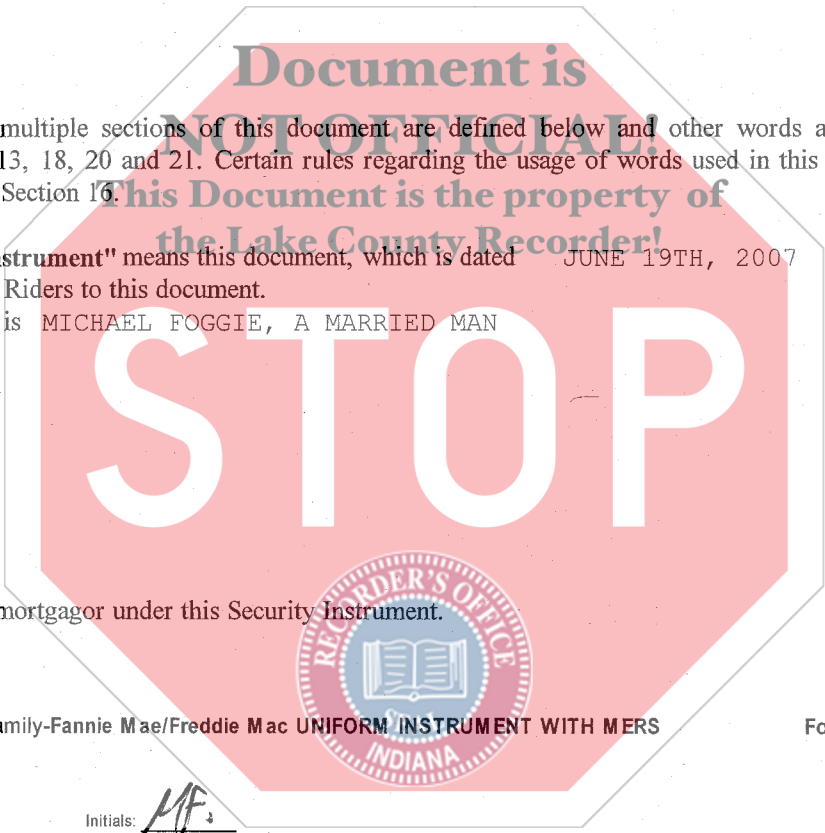 Document is
NOT OFFICIAL!
multiple sections of this document are defined below and other words a
13, 18, 20 and 21. Certain rules regarding the usage of words used in this
Section 16.
This Document is the property of
the Lake County Recorder!
strument" means this document, which is dated JUNE 19TH, 2007
Riders to this document.
is MICHAEL FOGGIE, A MARRIED MAN
STOP
mortgagor under this Security Instrument.
RECORDER'S OFFICE
SEAL
INDIANA
amily-Fannie Mae/Freddie Mac UNIFORM INSTRUMENT WITH MERS Fo
Initials: MF.